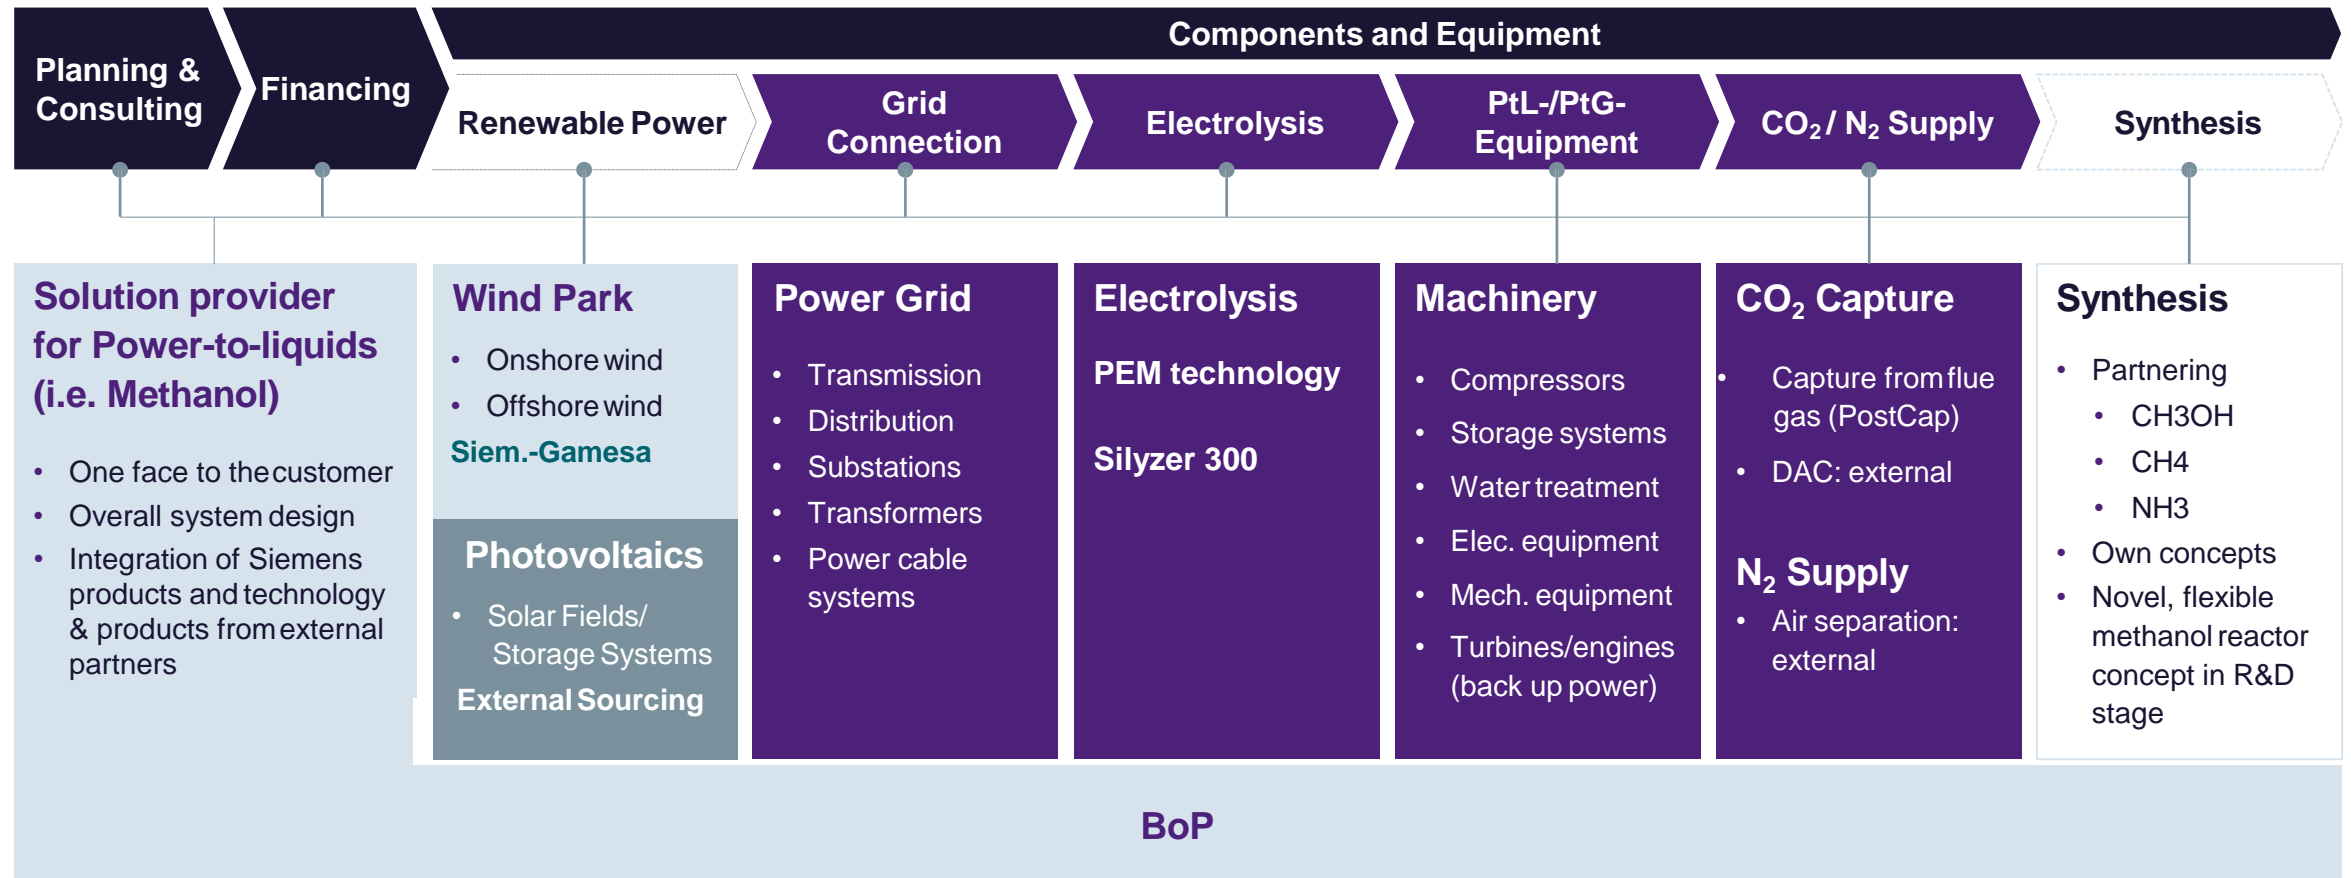 Components and Equipment
Planning &
Consulting
Financing
Renewable Power
Grid
Connection
Electrolysis
PtL-/PtG-
Equipment
CO2 / N2 Supply
Synthesis
Solution provider
for Power-to-liquids
(i.e. Methanol)
• One face to thecustomer
• Overall system design
• Integration of Siemens
products and technology
& products from external
partners
Wind Park
• Onshore wind
• Offshore wind
Siem.-Gamesa
Photovoltaics
• Solar Fields/
Storage Systems
External Sourcing
Power Grid
• Transmission
• Distribution
• Substations
• Transformers
• Power cable
systems
Electrolysis
PEM technology
Silyzer 300
Machinery
• Compressors
• Storage systems
• Water treatment
• Elec. equipment
• Mech. equipment
• Turbines/engines
(back up power)
CO2 Capture
• Capture from flue
gas (PostCap)
• DAC: external
N2 Supply
• Air separation:
external
Synthesis
• Partnering
• CH3OH
• CH4
• NH3
• Own concepts
• Novel, flexible
methanol reactor
concept in R&D
stage
BoP